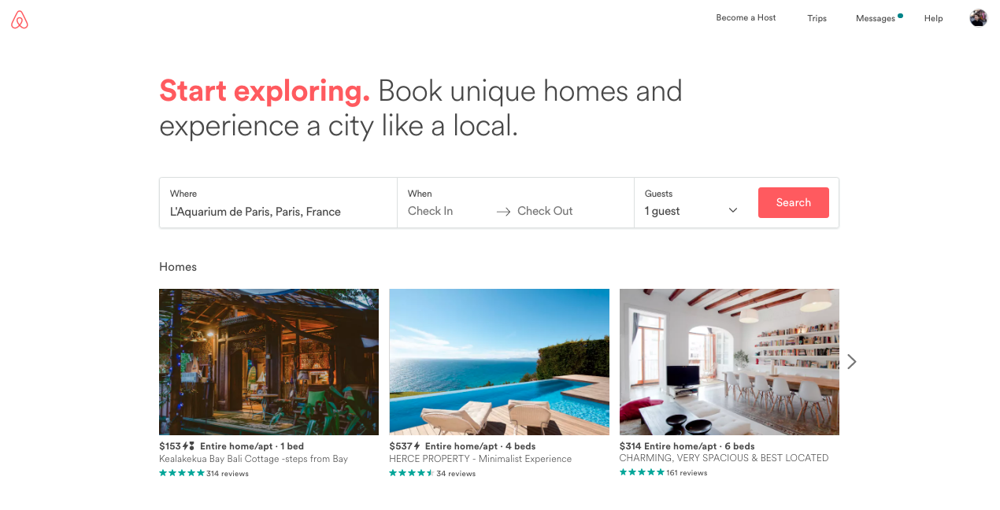 Become a Host Trips Messages Help
Start exploring. Book unique homes and
experience a city like a local.
Where When Guests
L'Aquarium de Paris, Paris, France Check In Check Out 1 guest Search
Homes
$153 Entire home/apt · 1 bed
Kealakekua Bay Bali Cottage -steps from Bay
314 reviews
$537 Entire home/apt · 4 beds
HERCE PROPERTY - Minimalist Experience
34 reviews
$314 Entire home/apt · 6 beds
CHARMING, VERY SPACIOUS & BEST LOCATED
161 reviews